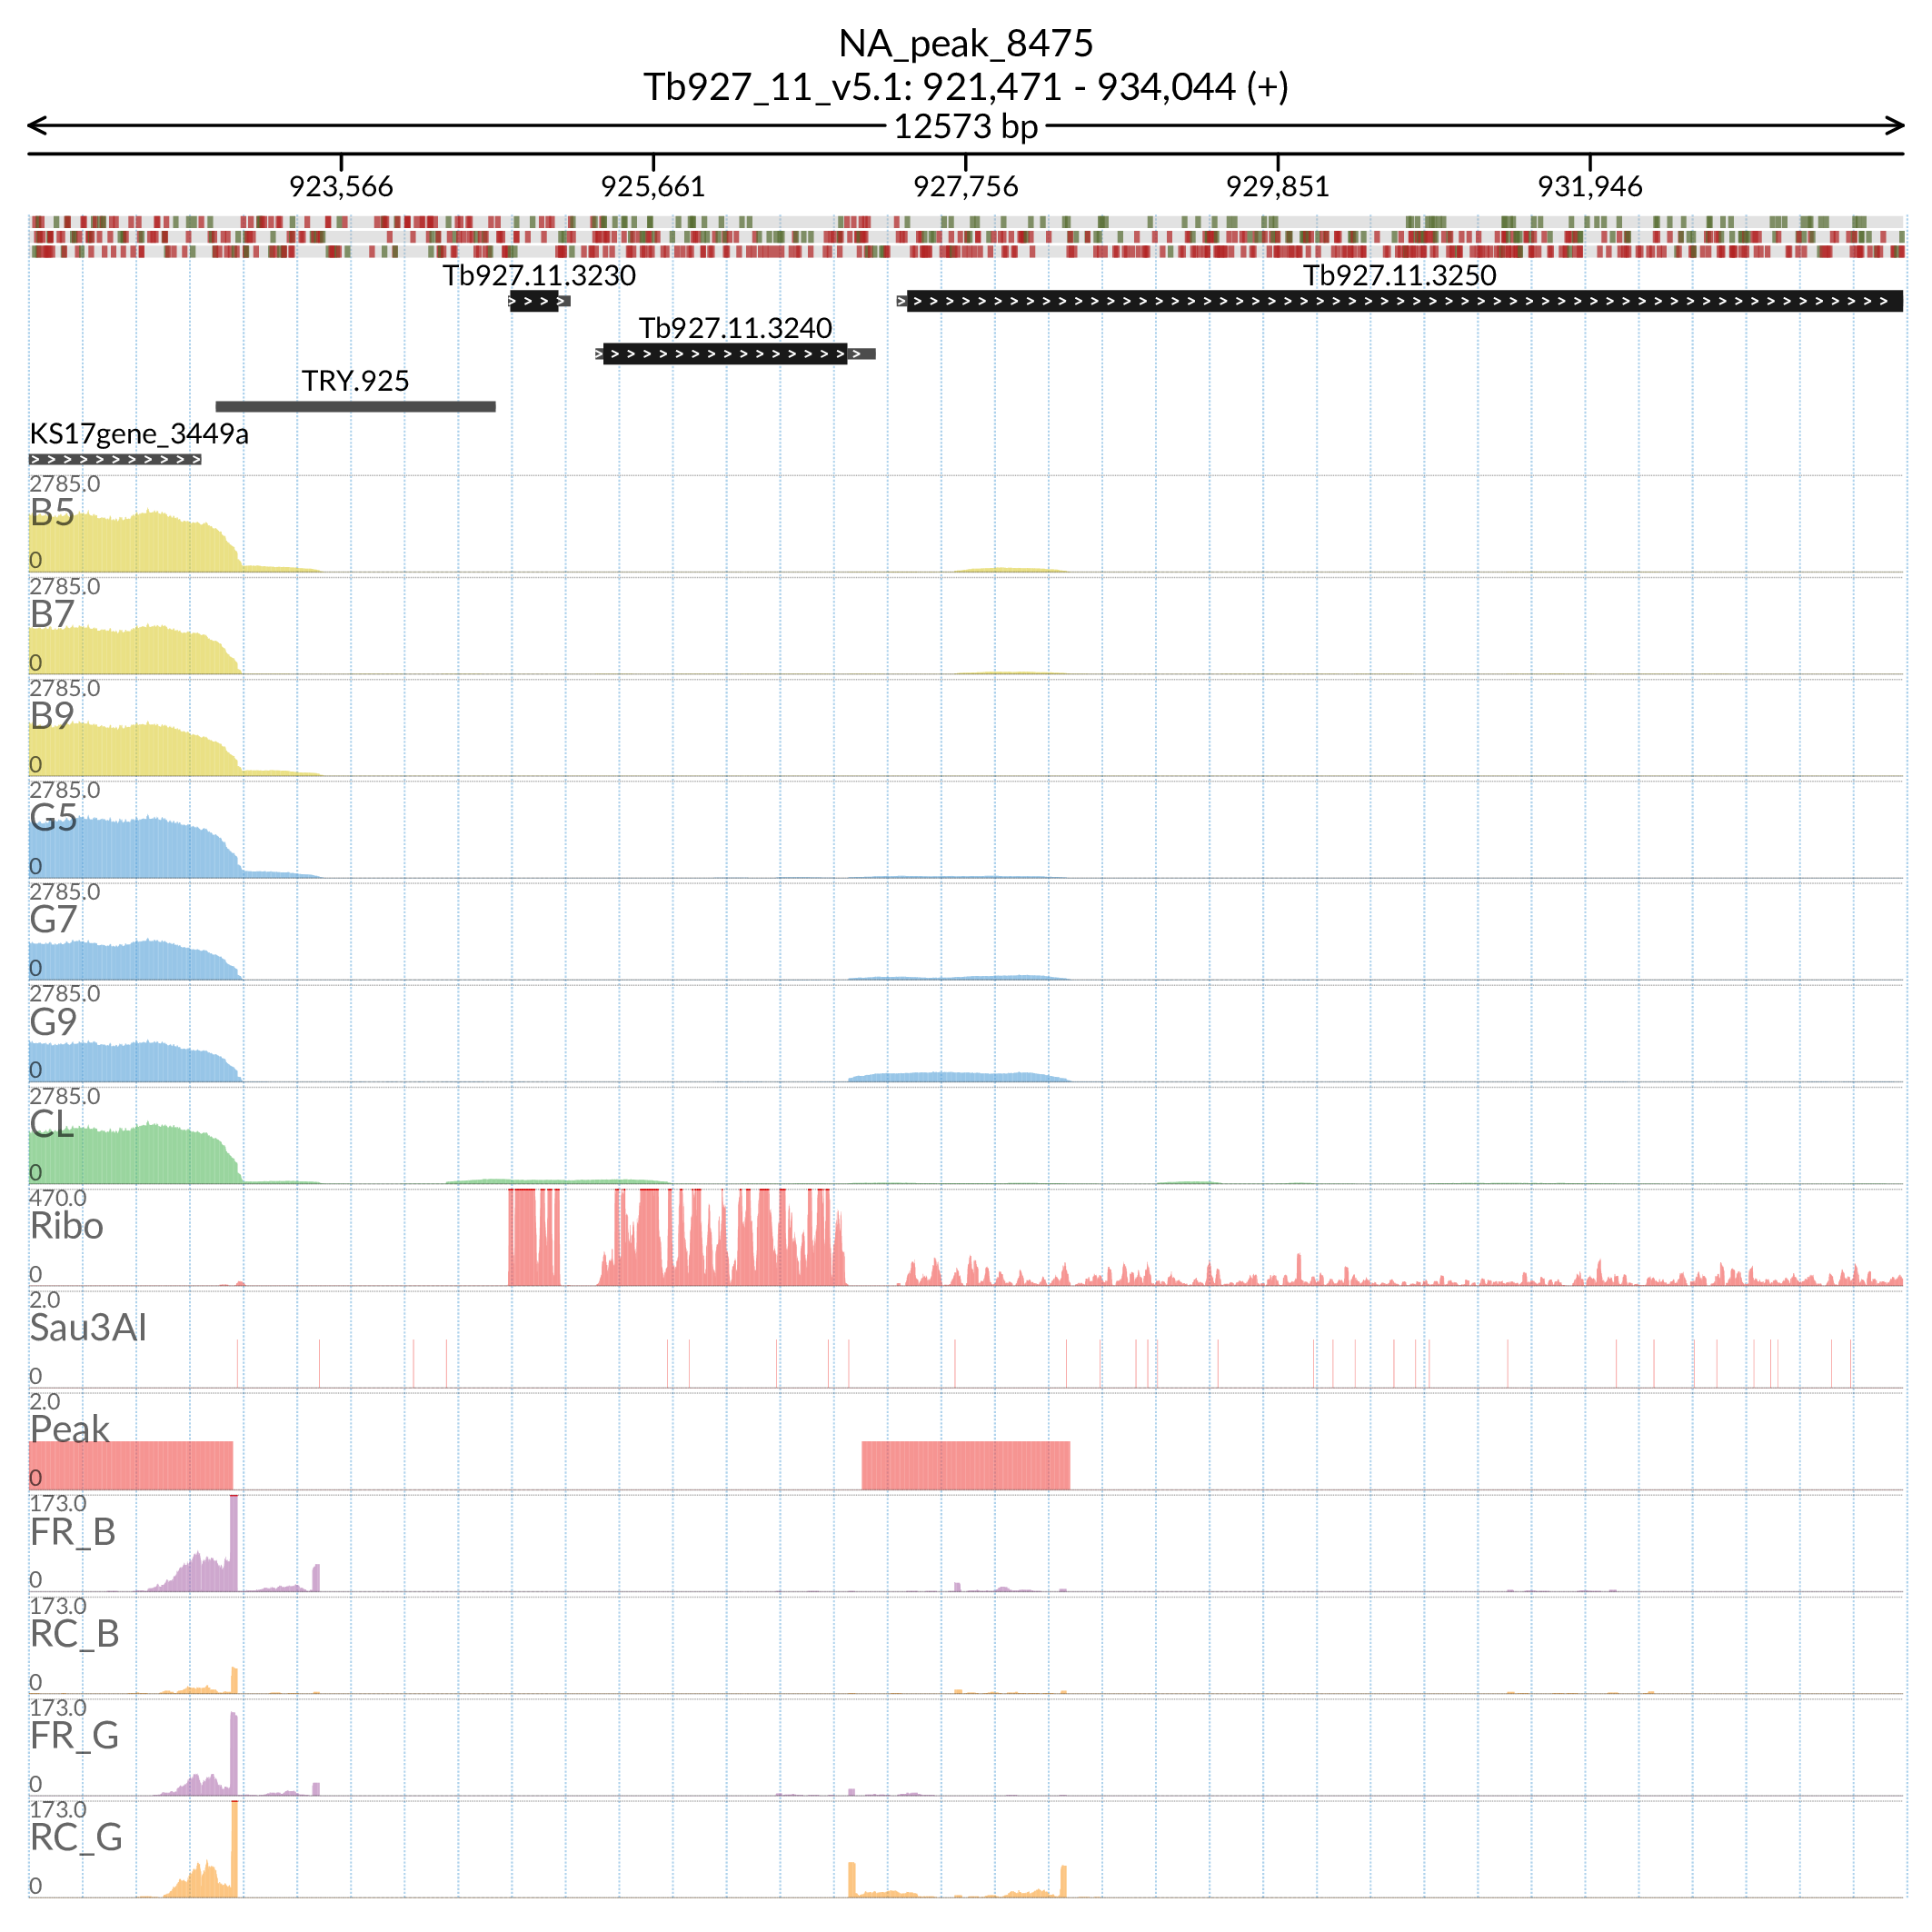 NA_peak_8475
Tb927_11_v5.1: 921,471 - 934,044 (+)
12573 bp
923,566 925,661 927,756 929,851 931,946
Tb927.11.3230 Tb927.11.3250
Tb927.11.3240
TRY.925
KS17gene_3449a
2785.0
B5
0
2785.0
B7
0
2785.0
B9
0
2785.0
G5
0
2785.0
G7
0
2785.0
G9
0
2785.0
CL
0
470.0
Ribo
0
2.0
Sau3AI
0
2.0
Peak
0
173.0
FR_B
0
173.0
RC_B
0
173.0
FR_G
0
173.0
RC_G
0